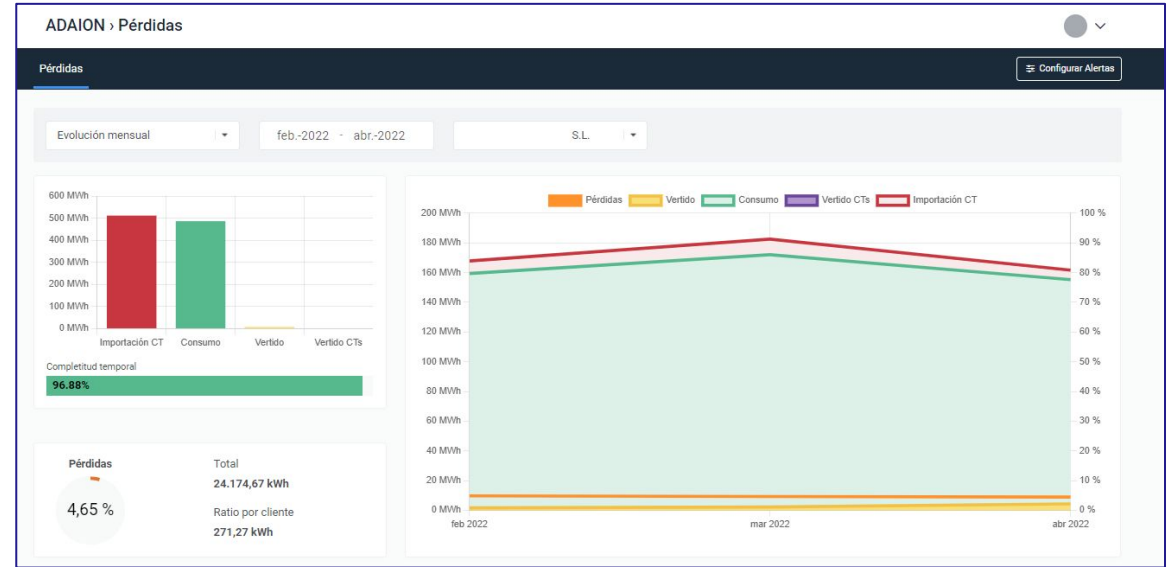 ADAION › Pérdidas
Pérdidas
Configurar Alertas
Evolución mensual
feb.-2022 - abr.-2022
S.L.
600 MWh
500 MWh
400 MWh
300 MWh
200 MWh
100 MWh
0 MWh
Importación CT Consumo Vertido Vertido CTs
Completitud temporal
96.88%
Pérdidas
4,65 %
Total
24.174,67 kWh
Ratio por cliente
271,27 kWh
Pérdidas Vertido Consumo Vertido CTs Importación CT
200 MWh
180 MWh
160 MWh
140 MWh
120 MWh
100 MWh
80 MWh
60 MWh
40 MWh
20 MWh
0 MWh
100 %
90 %
80 %
70 %
60 %
50 %
40 %
30 %
20 %
10 %
0 %
feb 2022 mar 2022 abr 2022